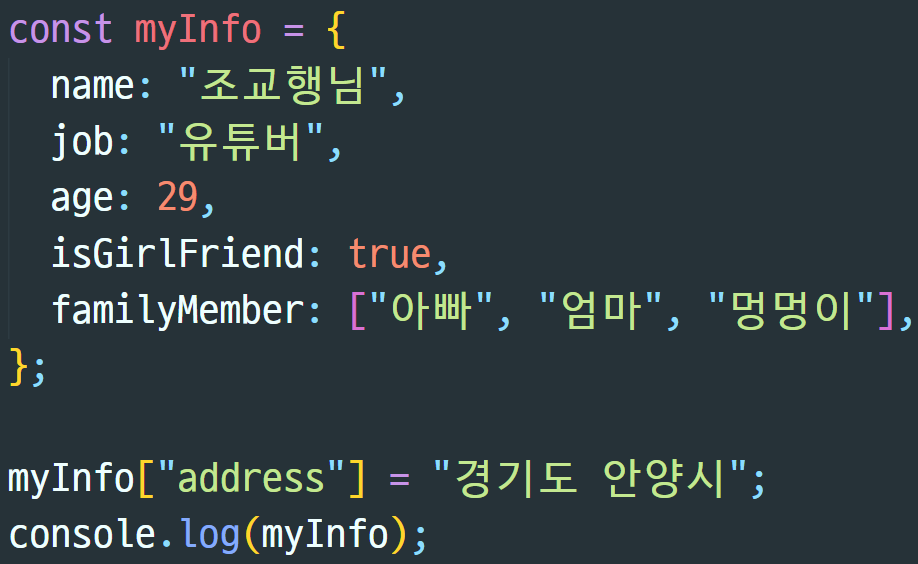 const myInfo = {
  name: "조교행님",
  job: "유튜버",
  age: 29,
  isGirlFriend: true,
  familyMember: ["아빠", "엄마", "멍멍이"],
};

myInfo["address"] = "경기도 안양시";
console.log(myInfo);